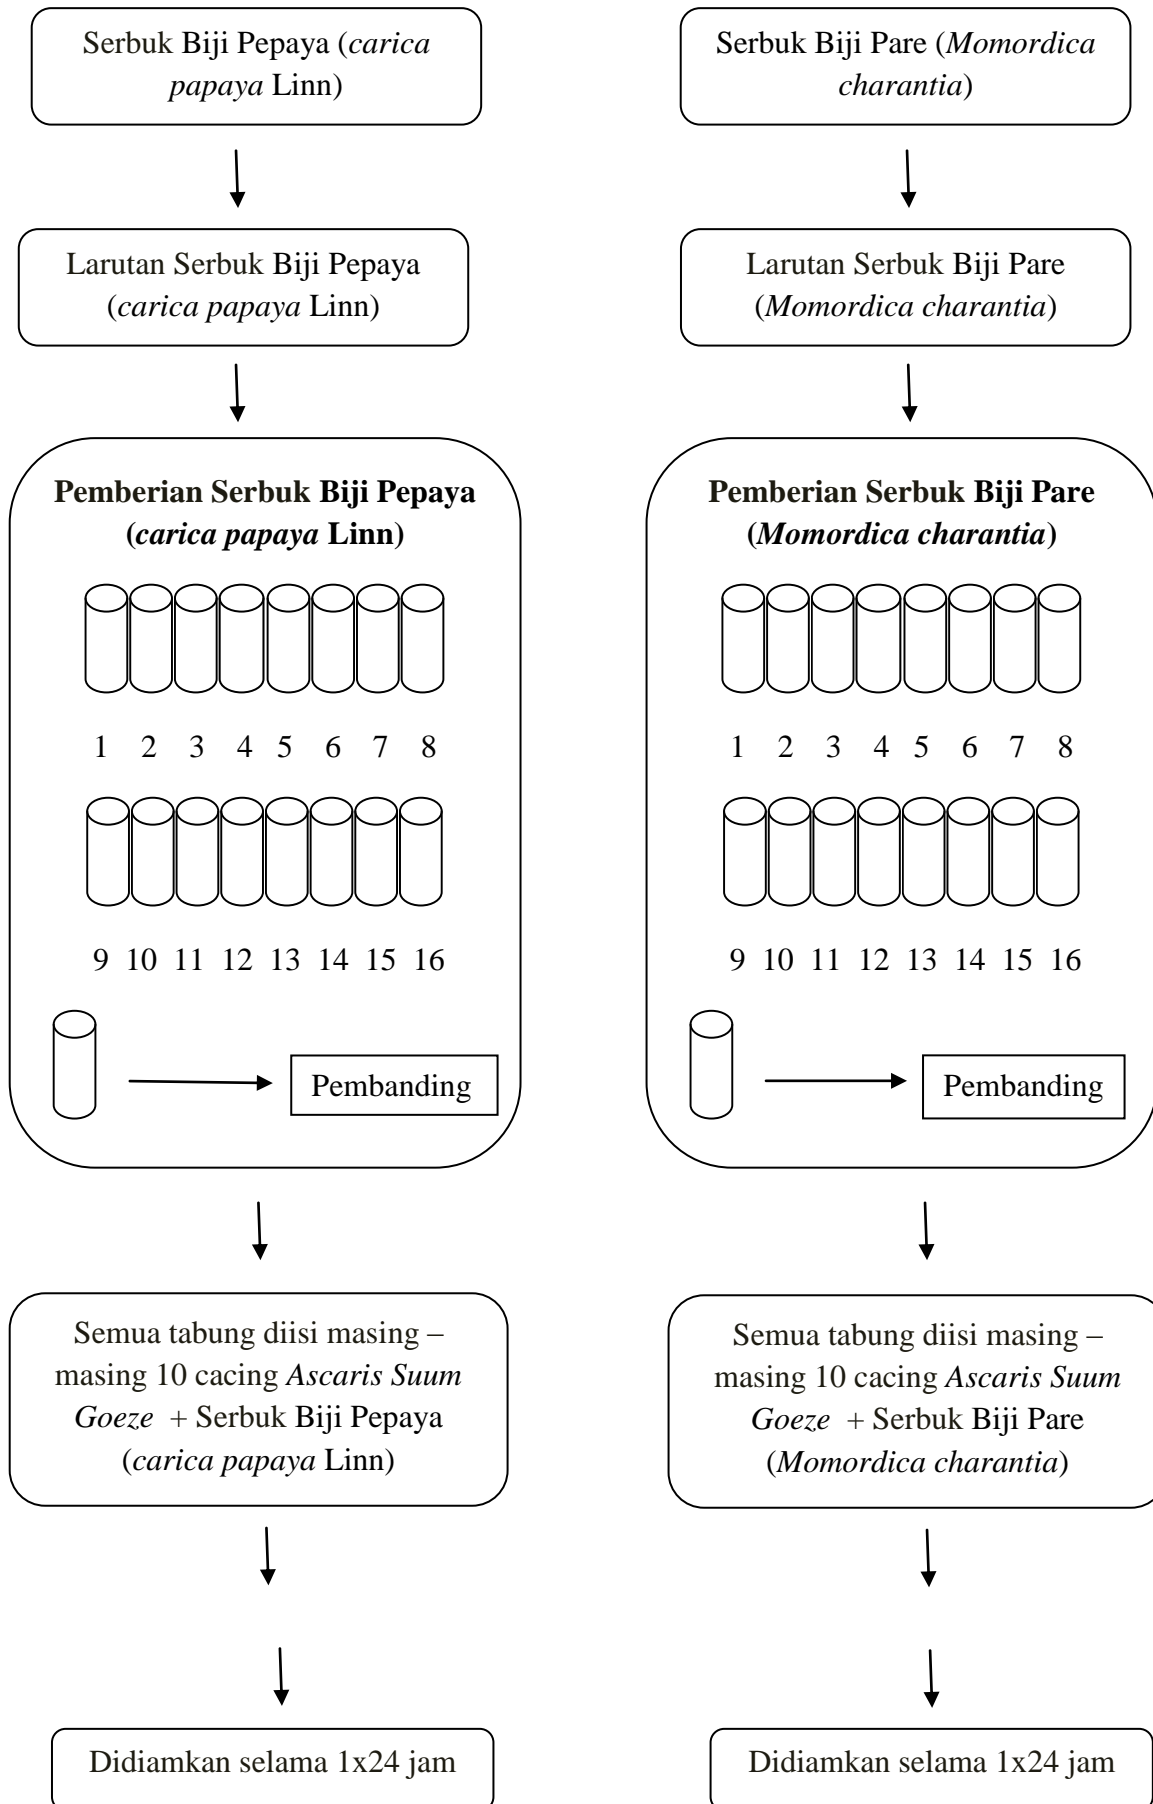 Serbuk Biji Pepaya (carica
papaya Linn)
Serbuk Biji Pare (Momordica
charantia)
Larutan Serbuk Biji Pepaya
(carica papaya Linn)
Larutan Serbuk Biji Pare
(Momordica charantia)
Pemberian Serbuk Biji Pepaya
(carica papaya Linn)
1 2 3 4 5 6 7 8
9 10 11 12 13 14 15 16
Pembanding
Pemberian Serbuk Biji Pare
(Momordica charantia)
1 2 3 4 5 6 7 8
9 10 11 12 13 14 15 16
Pembanding
Semua tabung diisi masing –
masing 10 cacing Ascaris Suum
Goeze + Serbuk Biji Pepaya
(carica papaya Linn)
Semua tabung diisi masing –
masing 10 cacing Ascaris Suum
Goeze + Serbuk Biji Pare
(Momordica charantia)
Didiamkan selama 1x24 jam
Didiamkan selama 1x24 jam